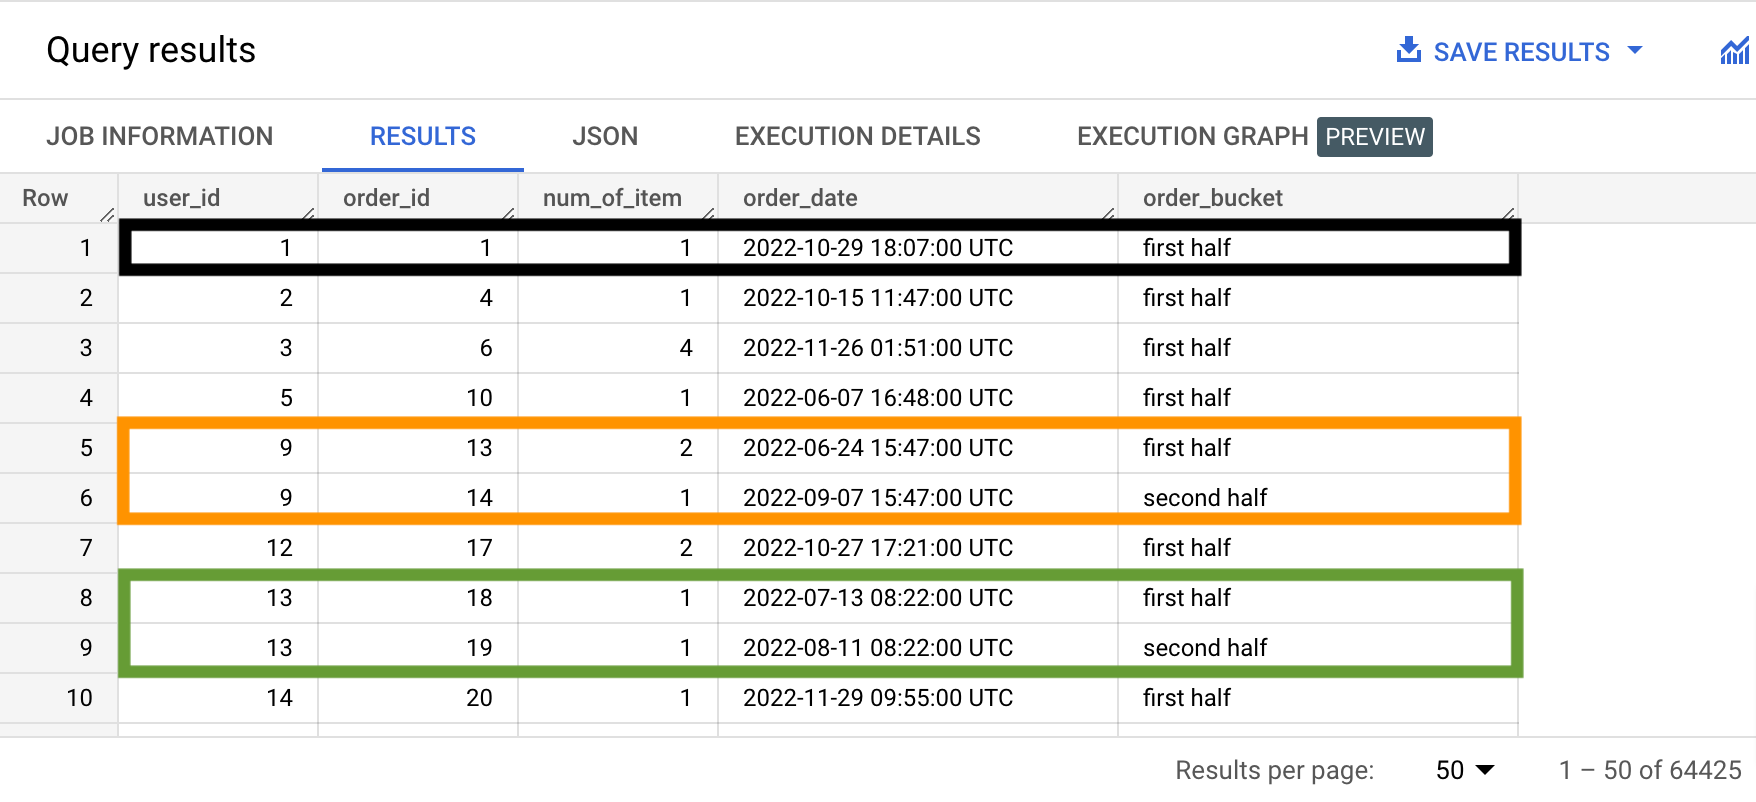 Query results
SAVE RESULTS
JOB INFORMATION RESULTS JSON EXECUTION DETAILS EXECUTION GRAPH PREVIEW
Row user_id order_id num_of_item order_date order_bucket
1 1 1 1 2022-10-29 18:07:00 UTC first half
2 2 4 1 2022-10-15 11:47:00 UTC first half
3 3 6 4 2022-11-26 01:51:00 UTC first half
4 5 10 1 2022-06-07 16:48:00 UTC first half
5 9 13 2 2022-06-24 15:47:00 UTC first half
6 9 14 1 2022-09-07 15:47:00 UTC second half
7 12 17 2 2022-10-27 17:21:00 UTC first half
8 13 18 1 2022-07-13 08:22:00 UTC first half
9 13 19 1 2022-08-11 08:22:00 UTC second half
10 14 20 1 2022-11-29 09:55:00 UTC first half
Results per page: 50 1 – 50 of 64425